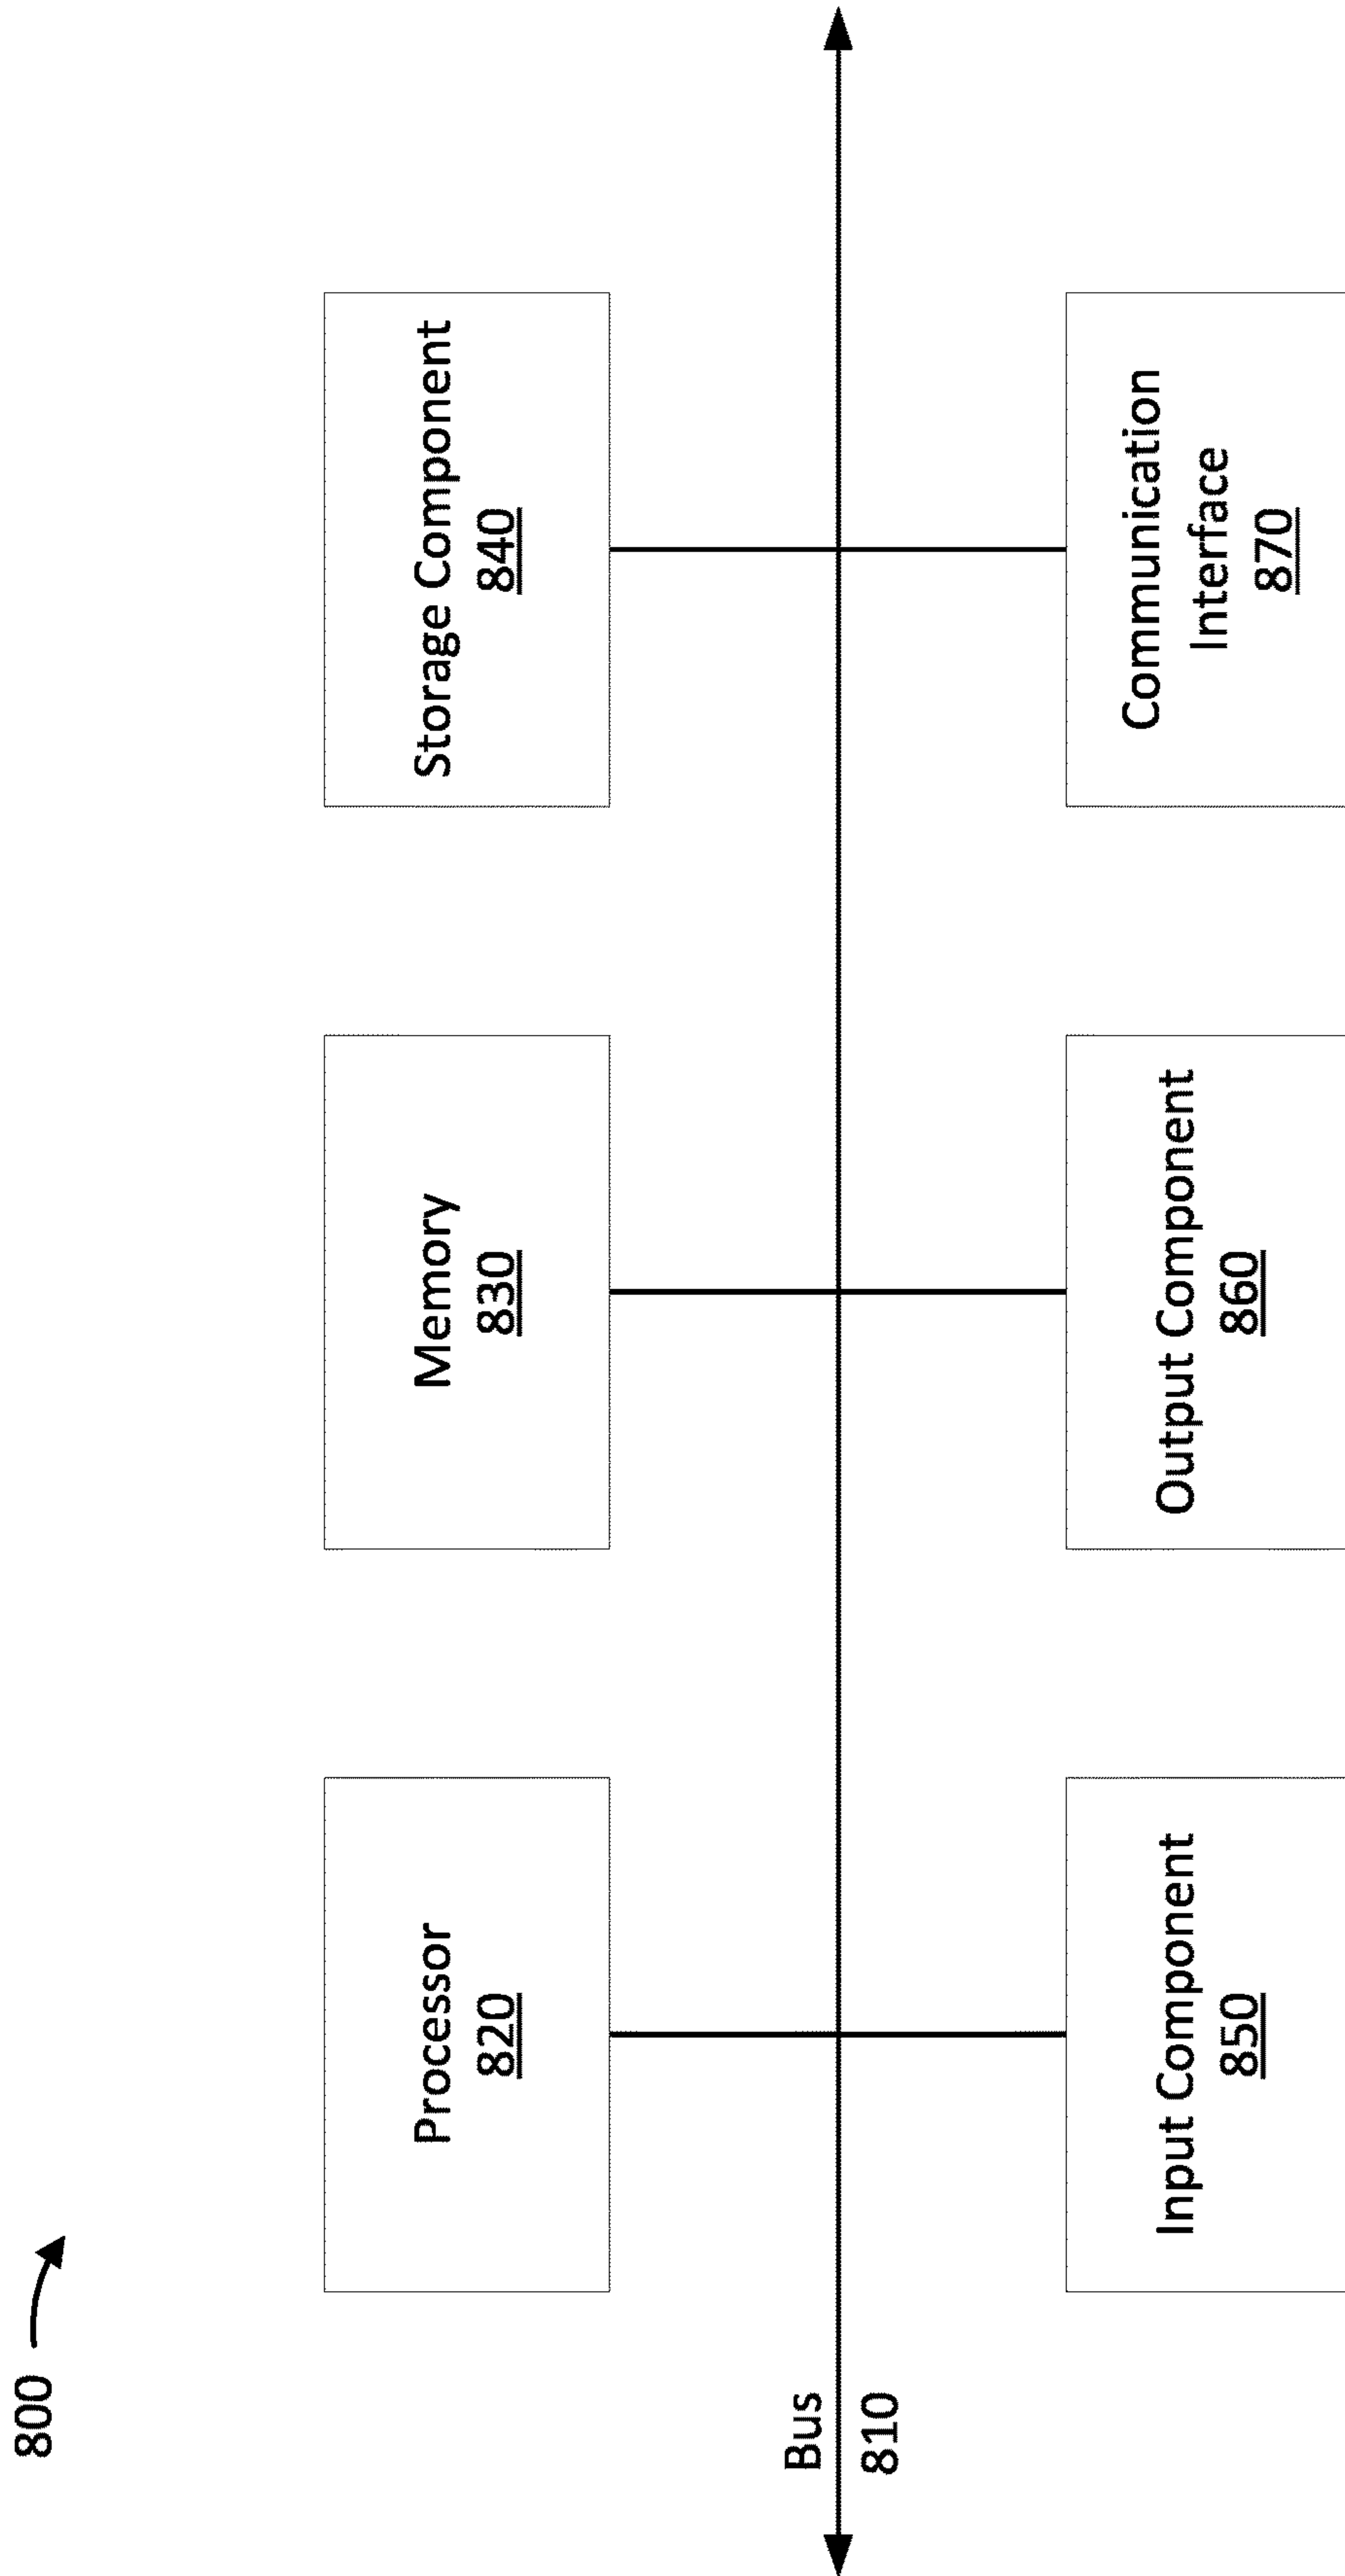 800
Processor
820
Memory
830
Storage Component
840
Bus
810
Input Component
850
Output Component
860
Communication
Interface
870